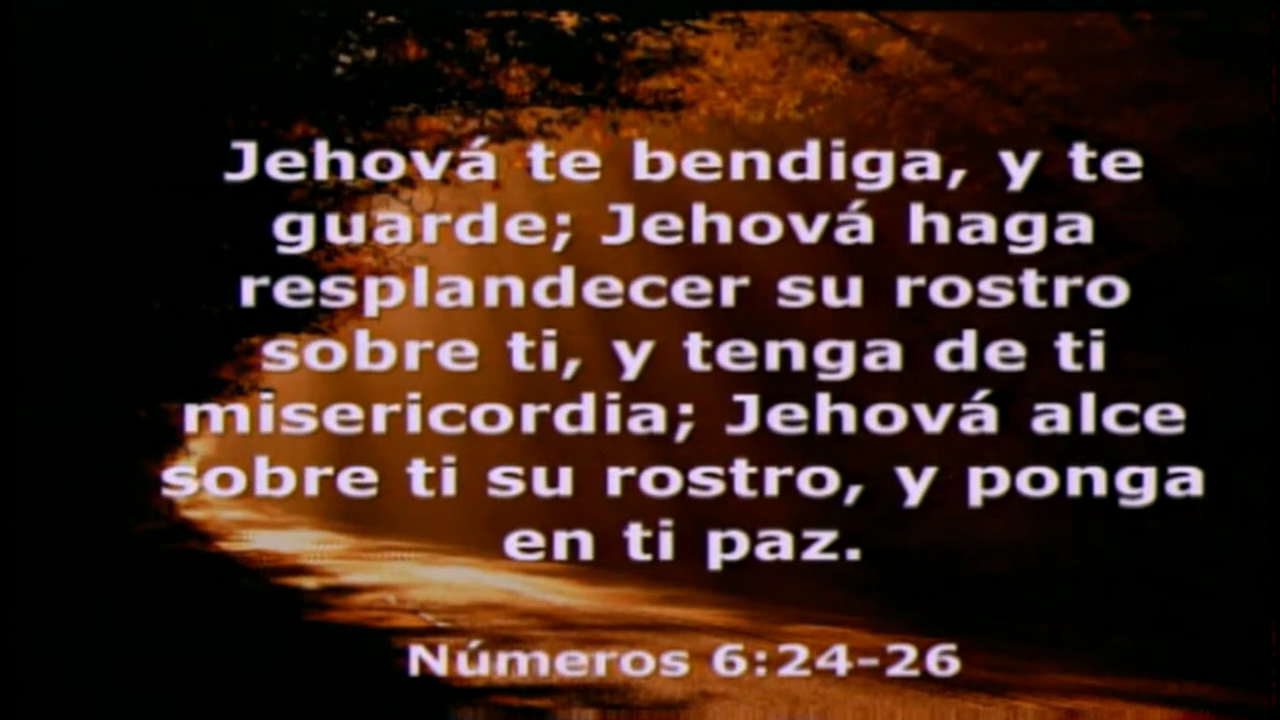 Jehová te bendiga, y te
guarde; Jehová haga
resplandecer su rostro
sobre ti, y tenga de ti
misericordia; Jehová alce
sobre ti su rostro, y ponga
en ti paz.
Números 6:24-26